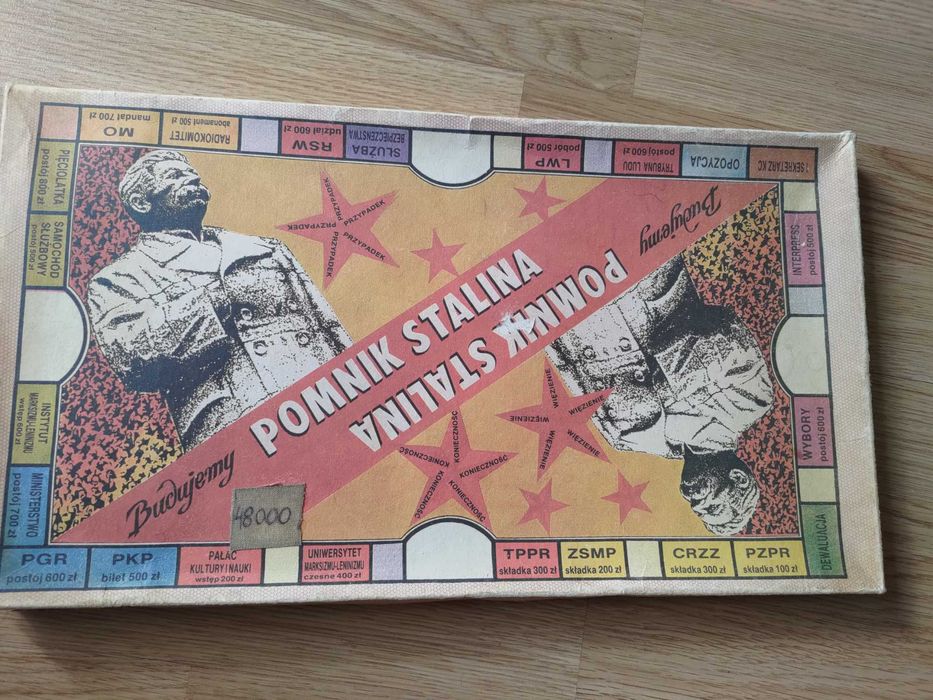 Budujemy
POMNIK STALINA
Budujemy
POMNIK STALINA
48000
PRZYPADEK
PRZYPADEK
PRZYPADEK
PRZYPADEK
PRZYPADEK
WIĘZIENIE
WIĘZIENIE
WIĘZIENIE
WIĘZIENIE
WIĘZIENIE
KONIECZNOŚĆ
KONIECZNOŚĆ
KONIECZNOŚĆ
KONIECZNOŚĆ
KONIECZNOŚĆ
MO
mandat 700 zł
RADIOKOMITET
abonament 500 zł
RSW
udział 600 zł
SŁUŻBA
BEZPIECZEŃSTWA
LWP
pobór 500 zł
TRYBUNA LUDU
postój 600 zł
OPOZYCJA
I SEKRETARZ KC
INTERPRESS
postój 500 zł
WYBORY
postój 600 zł
DEWALUACJA
PZPR
składka 100 zł
CRZZ
składka 300 zł
ZSMP
składka 200 zł
TPPR
składka 300 zł
UNIWERSYTET
MARKSIZMU-LENINIZMU
czesne 400 zł
PAŁAC
KULTURY I NAUKI
wstęp 200 zł
PKP
bilet 500 zł
PGR
postój 600 zł
MINISTERSTWO
postój 700 zł
INSTYTUT
MARKSIZMU-LENINIZMU
wstęp 600 zł
SAMOCHÓD
SŁUŻBOWY
postój 500 zł
PIĘCIOLATKA
postój 800 zł